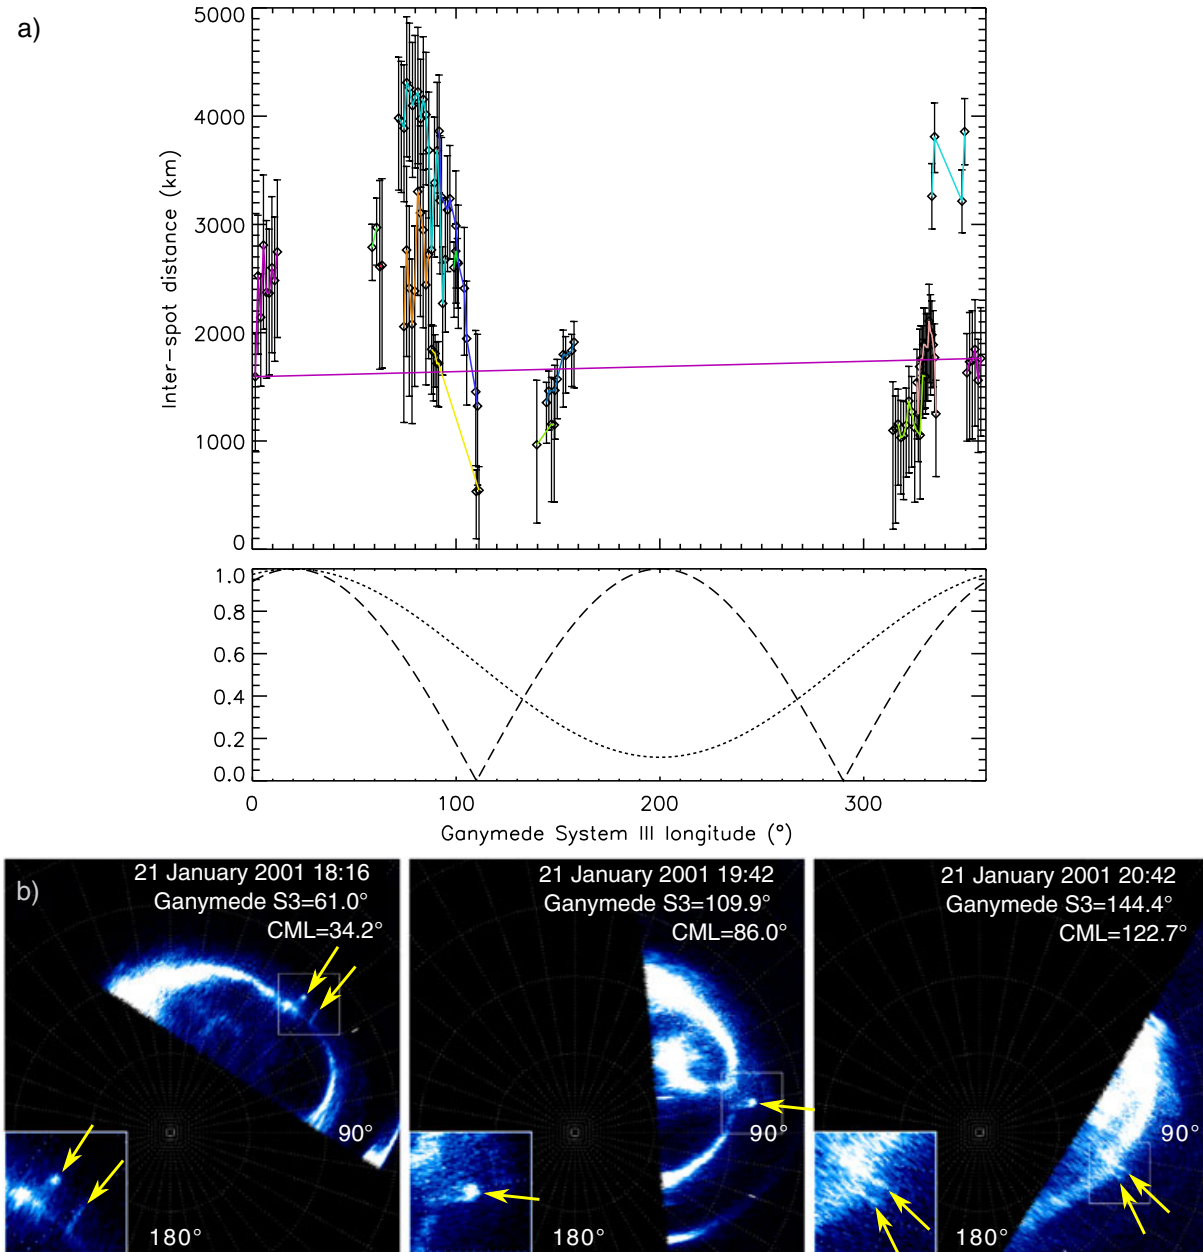 a)
5000
4000
3000
2000
1000
0
Inter-spot distance (km)
1.0
0.8
0.6
0.4
0.2
0.0
0 100 200 300
Ganymede System III longitude (°)
b)
21 January 2001 18:16
Ganymede S3=61.0°
CML=34.2°
90°
180°
21 January 2001 19:42
Ganymede S3=109.9°
CML=86.0°
90°
180°
21 January 2001 20:42
Ganymede S3=144.4°
CML=122.7°
90°
180°